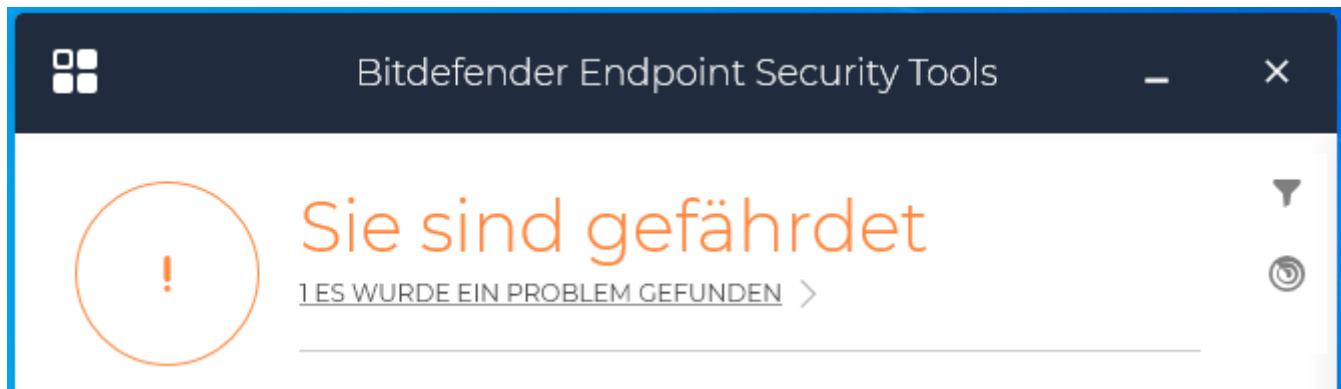 Bitdefender Endpoint Security Tools
Sie sind gefährdet
!
1 ES WURDE EIN PROBLEM GEFUNDEN